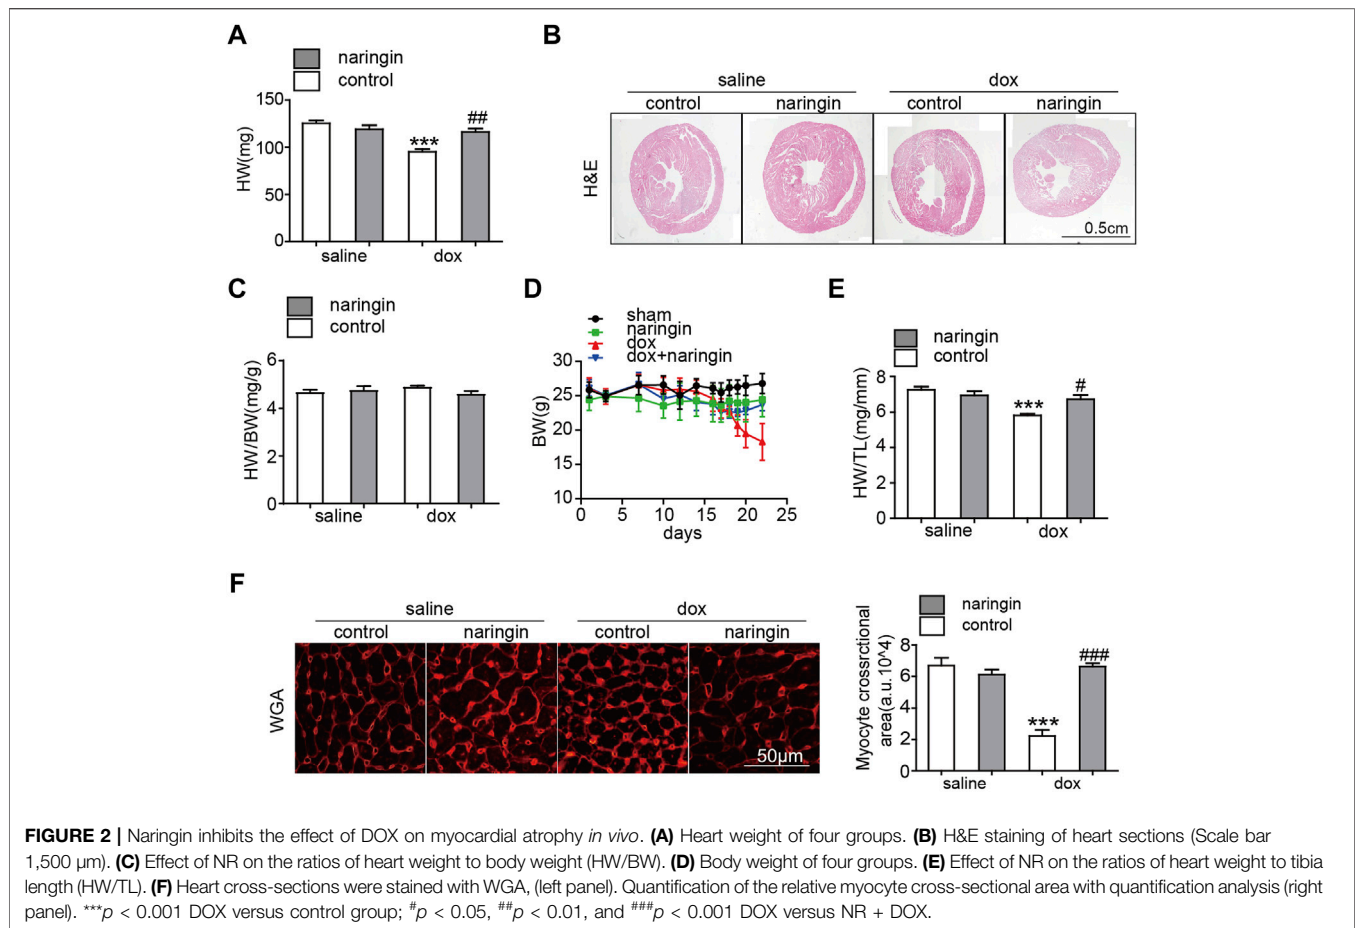 A
naringin
control
HW(mg)
150
100
50
0
***
##
saline
dox
B
saline
dox
control
naringin
control
naringin
H&E
0.5cm
C
naringin
control
HW/BW(mg/g)
6
4
2
0
saline
dox
D
sham
naringin
dox
dox+naringin
BW(g)
30
25
20
15
10
0
5
10
15
20
25
days
E
naringin
control
HW/TL(mg/mm)
8
6
4
2
0
***
#
saline
dox
F
saline
dox
control
naringin
control
naringin
WGA
50μm
naringin
control
Myocyte crossrctional
area(a.u.10^4)
8
6
4
2
0
***
###
saline
dox
FIGURE 2 | Naringin inhibits the effect of DOX on myocardial atrophy in vivo. (A) Heart weight of four groups. (B) H&E staining of heart sections (Scale bar
1,500 μm). (C) Effect of NR on the ratios of heart weight to body weight (HW/BW). (D) Body weight of four groups. (E) Effect of NR on the ratios of heart weight to tibia
length (HW/TL). (F) Heart cross-sections were stained with WGA, (left panel). Quantification of the relative myocyte cross-sectional area with quantification analysis (right
panel). ***p < 0.001 DOX versus control group; #p < 0.05, ##p < 0.01, and ###p < 0.001 DOX versus NR + DOX.